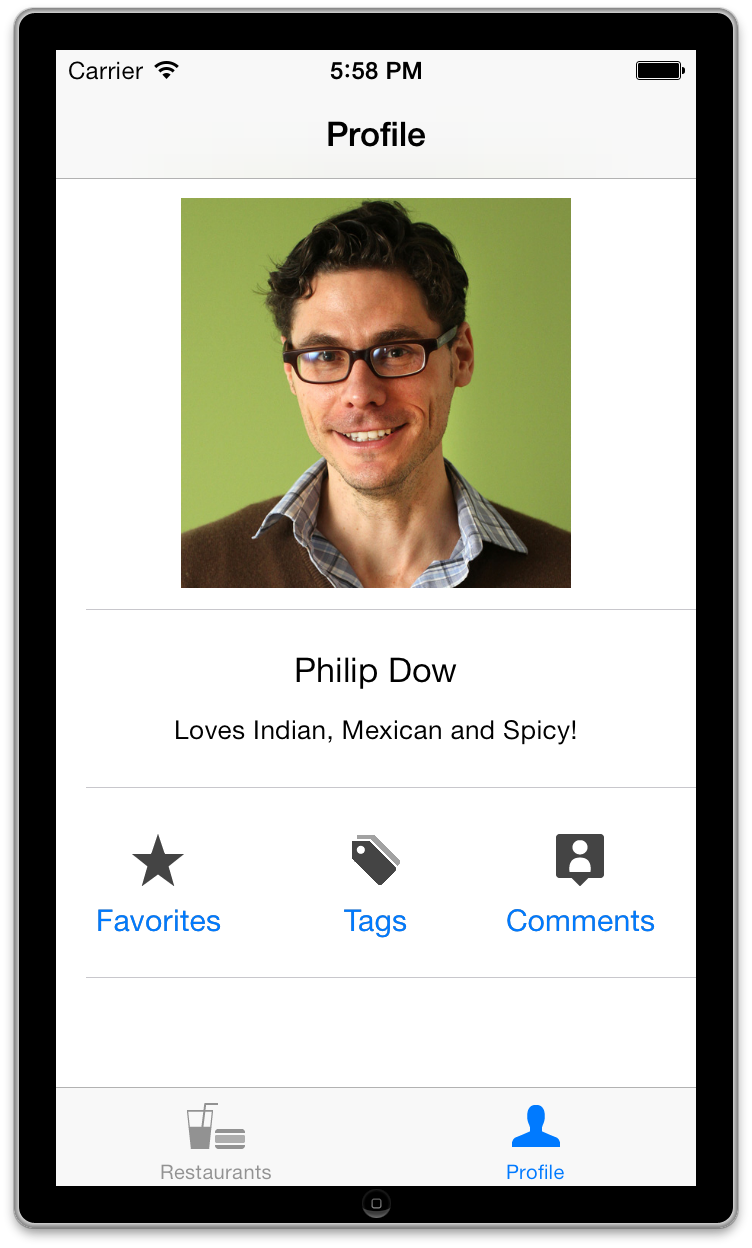 Carrier 5:58 PM
Profile
Philip Dow
Loves Indian, Mexican and Spicy!
Favorites Tags Comments
Restaurants Profile